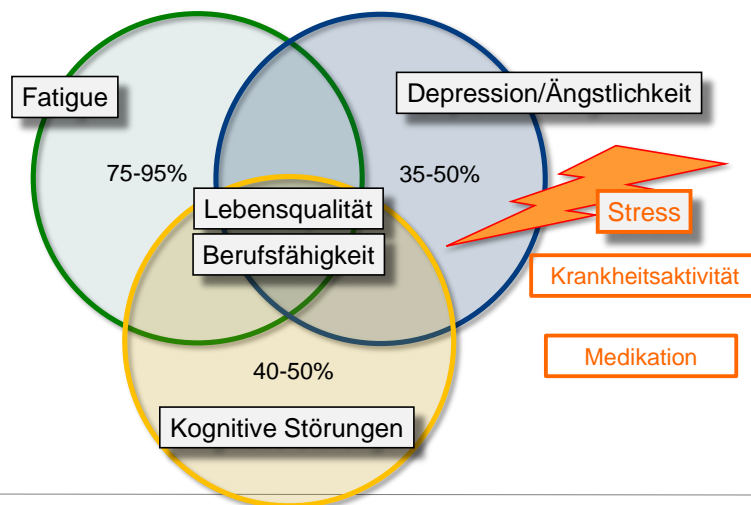 Fatigue
Depression/Ängstlichkeit
75-95%
35-50%
Lebensqualität
Stress
Berufsfähigkeit
Krankheitsaktivität
Medikation
40-50%
Kognitive Störungen